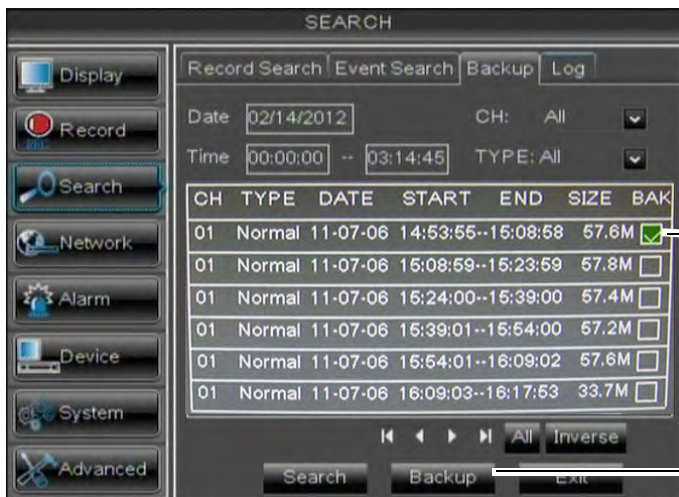 SEARCH
Display
Record
REC
Search
Network
Alarm
Device
System
Advanced
Record Search Event Search Backup Log
Date 02/14/2012 CH: All
Time 00:00:00 -- 03:14:45 TYPE: All
CH TYPE DATE START END SIZE BAK
01 Normal 11-07-06 14:53:55--15:08:58 57.6M
01 Normal 11-07-06 15:08:59--15:23:59 57.8M
01 Normal 11-07-06 15:24:00--15:39:00 57.4M
01 Normal 11-07-06 15:39:01--15:54:00 57.2M
01 Normal 11-07-06 15:54:01--16:09:02 57.6M
01 Normal 11-07-06 16:09:03--16:17:53 33.7M
All Inverse
Search Backup Exit